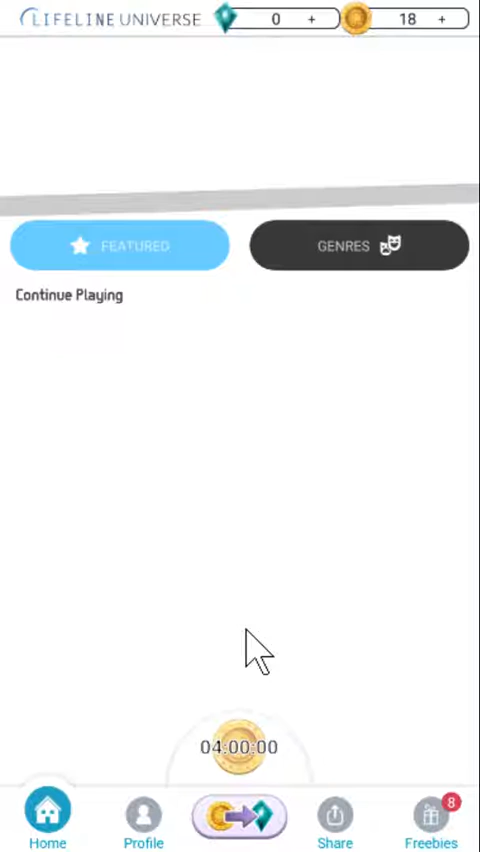 LIFELINE UNIVERSE 0 + 18 +
FEATURED GENRES
Continue Playing
04:00:00
8
Home Profile Share Freebies